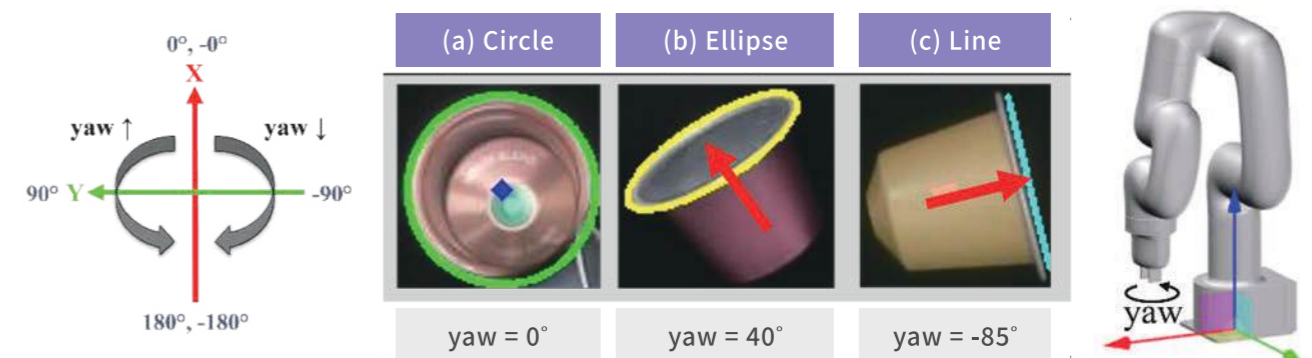 0°, -0°
X
yaw ↑ yaw ↓
90° Y -90°
180°, -180°
(a) Circle (b) Ellipse (c) Line
yaw = 0° yaw = 40° yaw = -85°
yaw